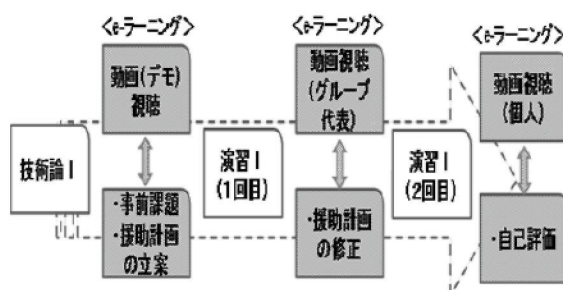 <e-ラーニング>
<e-ラーニング>
<e-ラーニング>
動画(デモ)
視聴
動画視聴
(グループ
代表)
動画視聴
(個人)
技術論Ⅰ
演習Ⅰ
(1回目)
演習Ⅰ
(2回目)
・事前課題
・援助計画
の立案
・援助計画
の修正
・自己評価